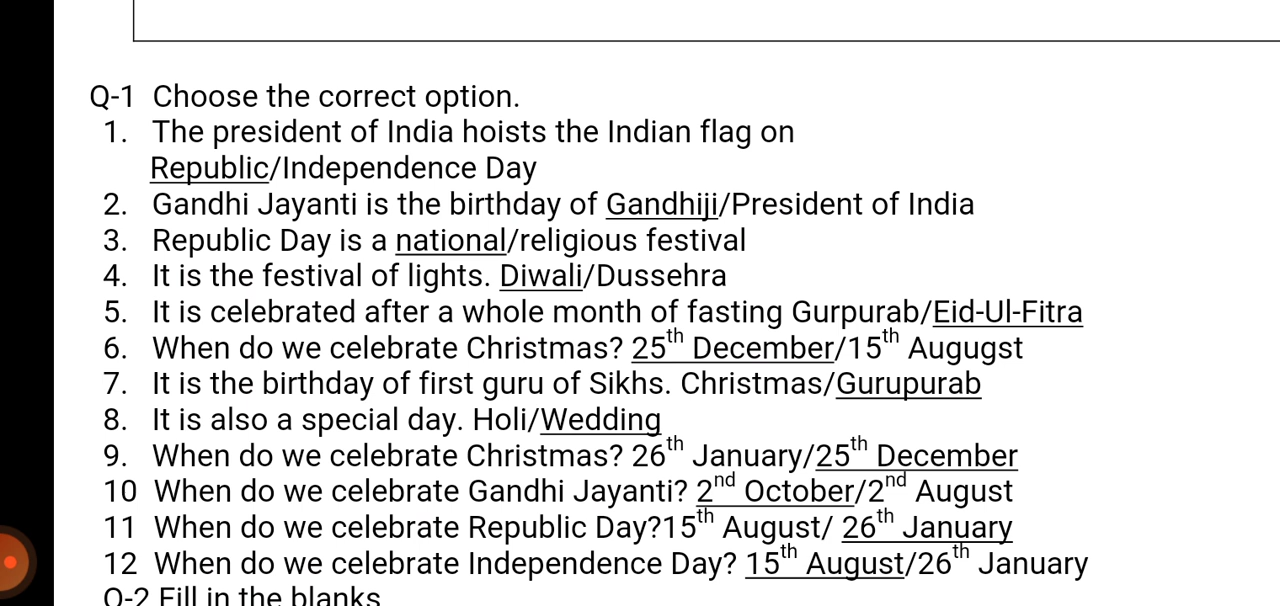 Q-1 Choose the correct option.
1. The president of India hoists the Indian flag on
Republic/Independence Day
2. Gandhi Jayanti is the birthday of Gandhiji/President of India
3. Republic Day is a national/religious festival
4. It is the festival of lights. Diwali/Dussehra
5. It is celebrated after a whole month of fasting Gurpurab/Eid-Ul-Fitra
6. When do we celebrate Christmas? 25th December/15th Augugst
7. It is the birthday of first guru of Sikhs. Christmas/Gurupurab
8. It is also a special day. Holi/Wedding
9. When do we celebrate Christmas? 26th January/25th December
10 When do we celebrate Gandhi Jayanti? 2nd October/2nd August
11 When do we celebrate Republic Day?15th August/ 26th January
12 When do we celebrate Independence Day? 15th August/26th January
Q-2 Fill in the blanks